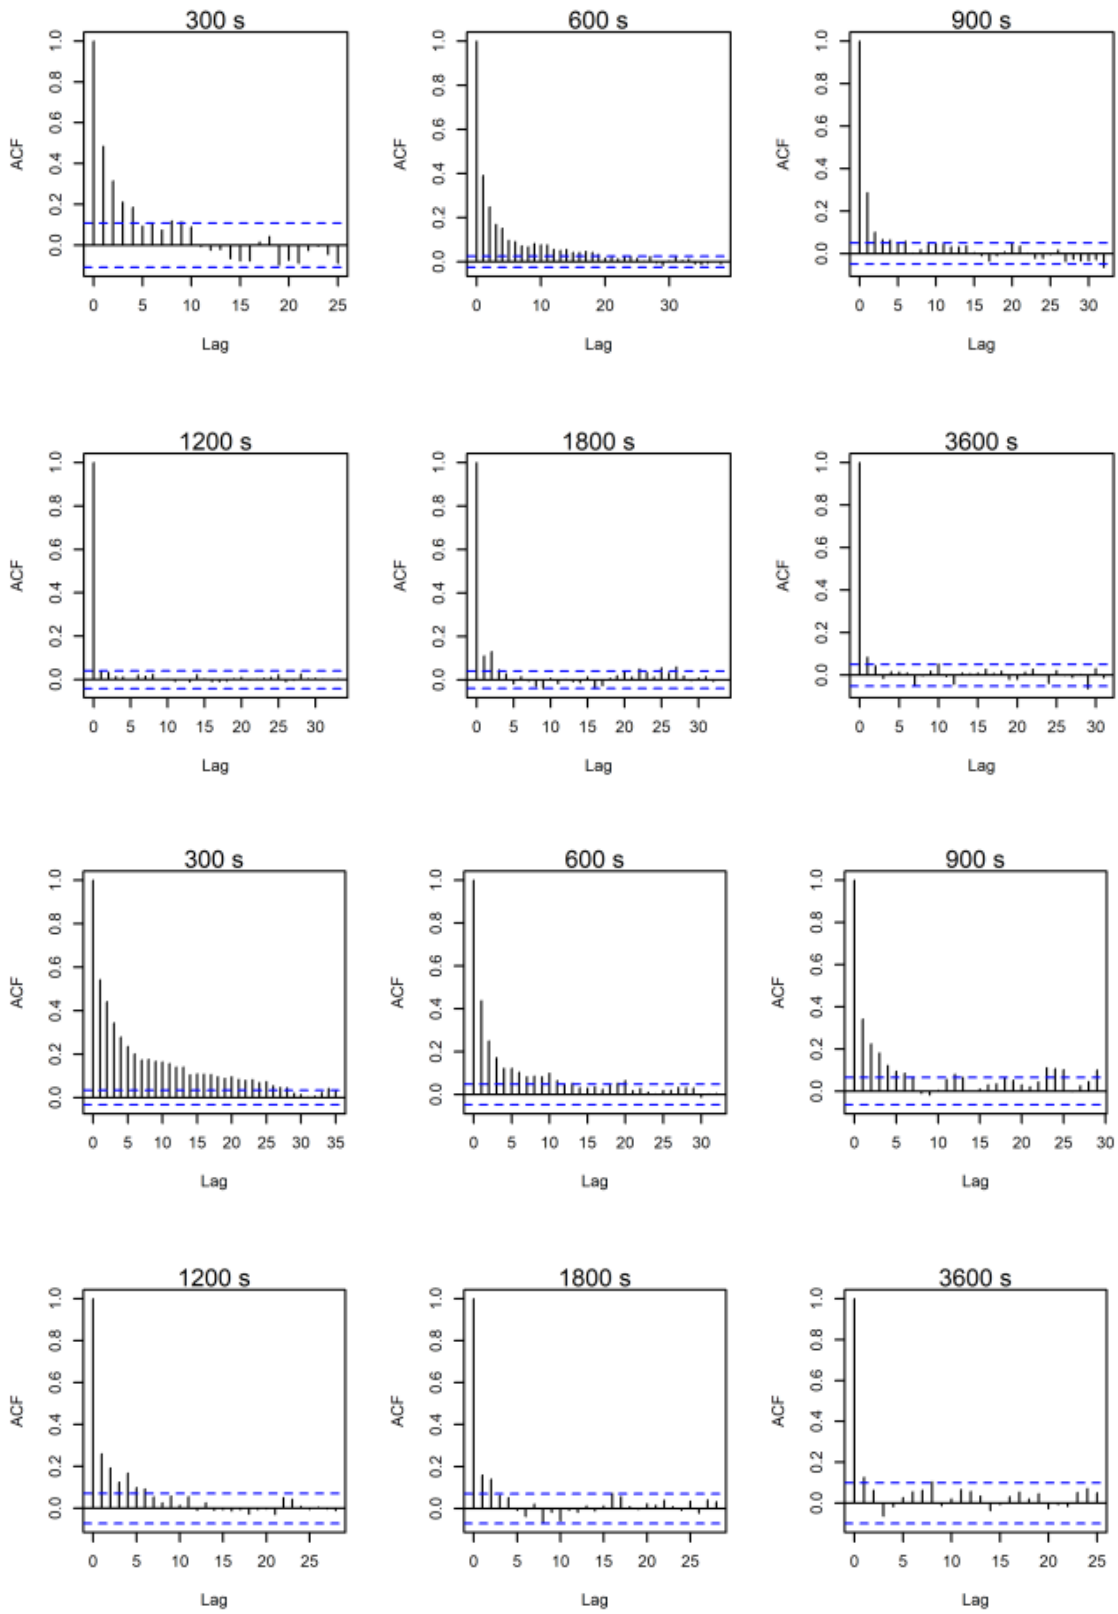 300 s 600 s 900 s
ACF 0.0 0.2 0.4 0.6 0.8 1.0 ACF 0.0 0.2 0.4 0.6 0.8 1.0 ACF 0.0 0.2 0.4 0.6 0.8 1.0
0 5 10 15 20 25 0 10 20 30 0 5 10 15 20 25 30
Lag Lag Lag
1200 s 1800 s 3600 s
ACF 0.0 0.2 0.4 0.6 0.8 1.0 ACF 0.0 0.2 0.4 0.6 0.8 1.0 ACF 0.0 0.2 0.4 0.6 0.8 1.0
0 5 10 15 20 25 30 0 5 10 15 20 25 30 0 5 10 15 20 25 30
Lag Lag Lag
300 s 600 s 900 s
ACF 0.0 0.2 0.4 0.6 0.8 1.0 ACF 0.0 0.2 0.4 0.6 0.8 1.0 ACF 0.0 0.2 0.4 0.6 0.8 1.0
0 5 10 15 20 25 30 35 0 5 10 15 20 25 30 0 5 10 15 20 25 30
Lag Lag Lag
1200 s 1800 s 3600 s
ACF 0.0 0.2 0.4 0.6 0.8 1.0 ACF 0.0 0.2 0.4 0.6 0.8 1.0 ACF 0.0 0.2 0.4 0.6 0.8 1.0
0 5 10 15 20 25 0 5 10 15 20 25 0 5 10 15 20 25
Lag Lag Lag